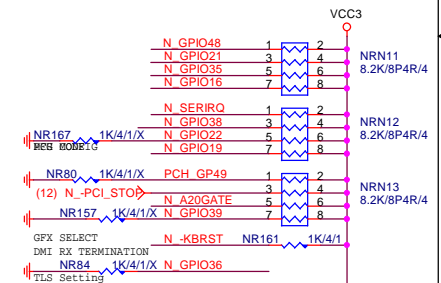 VCC3
N_GPIO48 1 2
N_GPIO21 3 4 NRN11
N_GPIO35 5 6 8.2K/8P4R/4
N_GPIO16 7 8
N_SERIRQ 1 2
N_GPIO38 3 4 NRN12
NR167 1K/4/1/X N_GPIO22 5 6 8.2K/8P4R/4
N_GPIO19 7 8
NR80 1K/4/1/X PCH_GP49 1 2
(12) N_-PCI_STOP 3 4 NRN13
N_A20GATE 5 6 8.2K/8P4R/4
NR157 1K/4/1/X N_GPIO39 7 8
GFX SELECT N_-KBRST NR161 1K/4/1
DMI RX TERMINATION
NR84 1K/4/1/X N_GPIO36
TLS Setting